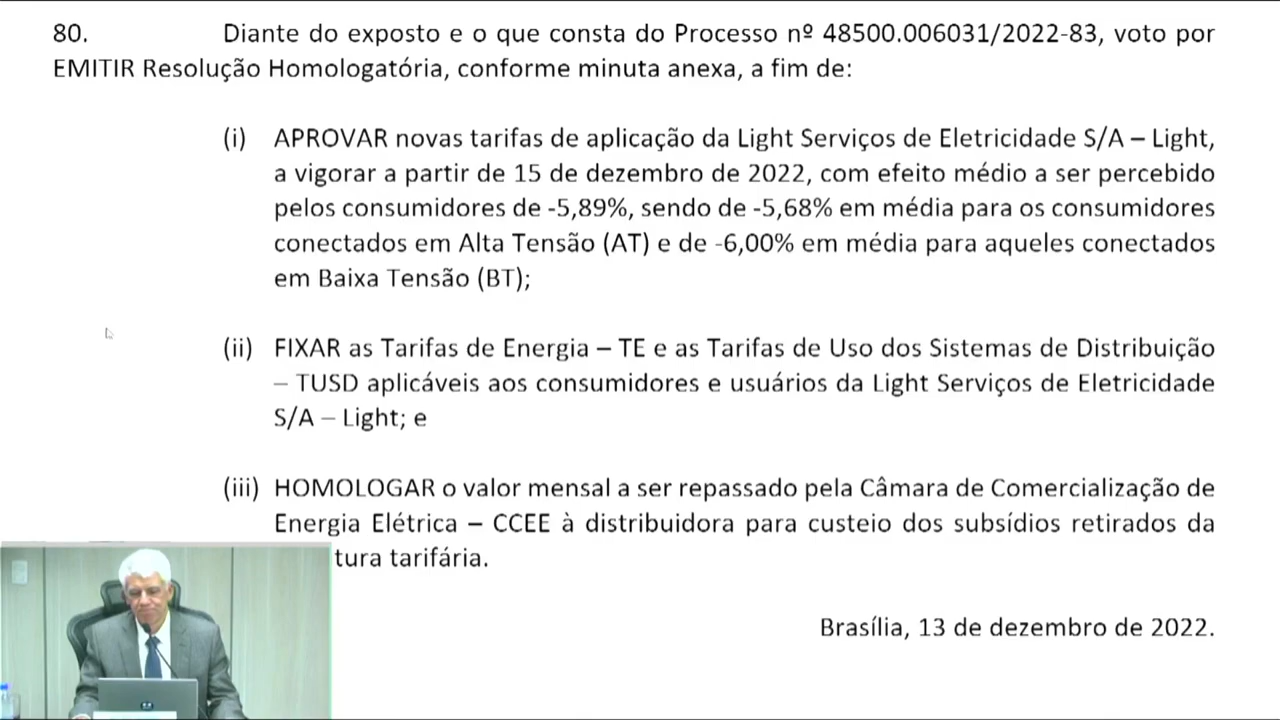 80. Diante do exposto e o que consta do Processo nº 48500.006031/2022-83, voto por
EMITIR Resolução Homologatória, conforme minuta anexa, a fim de:
(i) APROVAR novas tarifas de aplicação da Light Serviços de Eletricidade S/A – Light,
a vigorar a partir de 15 de dezembro de 2022, com efeito médio a ser percebido
pelos consumidores de -5,89%, sendo de -5,68% em média para os consumidores
conectados em Alta Tensão (AT) e de -6,00% em média para aqueles conectados
em Baixa Tensão (BT);
(ii) FIXAR as Tarifas de Energia – TE e as Tarifas de Uso dos Sistemas de Distribuição
– TUSD aplicáveis aos consumidores e usuários da Light Serviços de Eletricidade
S/A – Light; e
(iii) HOMOLOGAR o valor mensal a ser repassado pela Câmara de Comercialização de
Energia Elétrica – CCEE à distribuidora para custeio dos subsídios retirados da
tura tarifária.
Brasília, 13 de dezembro de 2022.